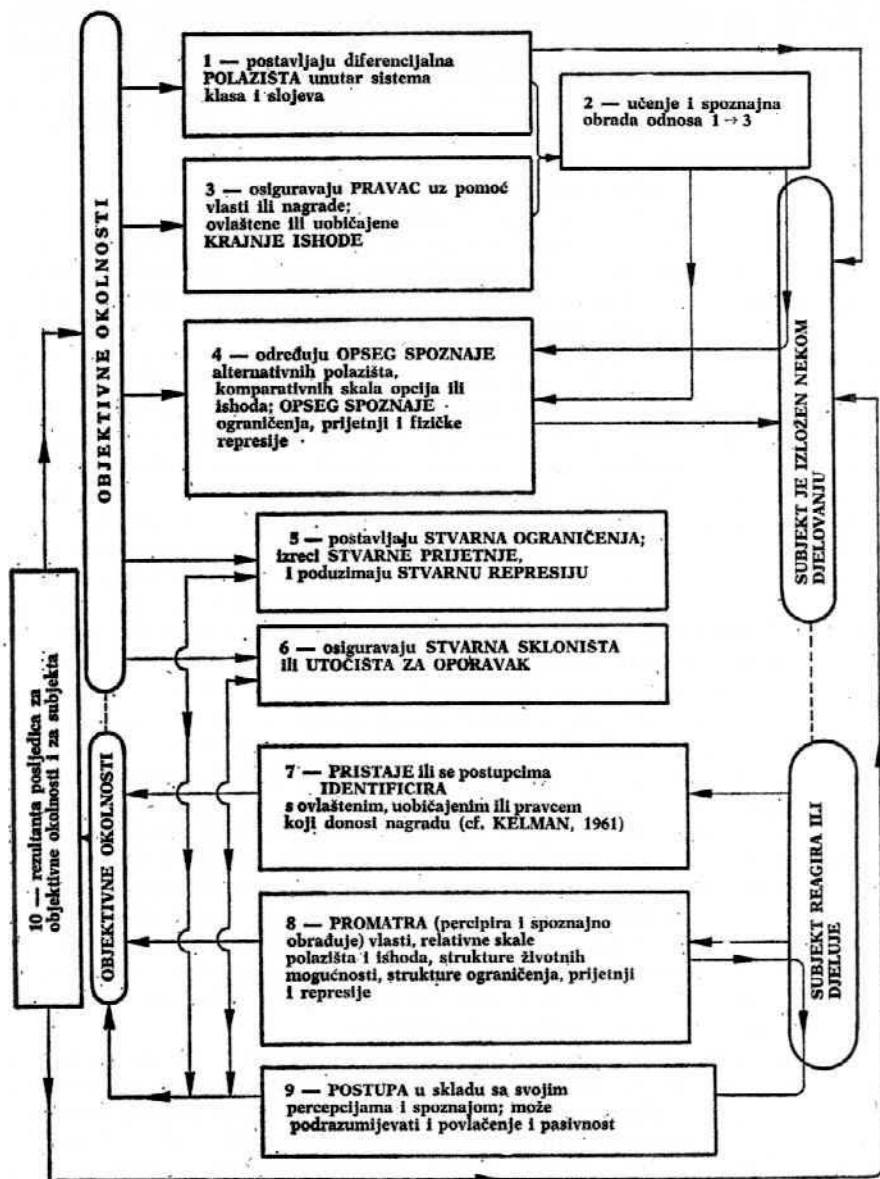 OBJEKTIVNE OKOLNOSTI
1 — postavljaju diferencijalna
POLAZIŠTA unutar sistema
klasa i slojeva
2 — učenje i spoznajna
obrada odnosa 1 → 3
3 — osiguravaju PRAVAC uz pomoć
vlasti ili nagrade;
ovlaštene ili uobičajene
KRAJNJE ISHODE
4 — određuju OPSEG SPOZNAJE
alternativnih polazišta,
komparativnih skala opcija ili
ishoda; OPSEG SPOZNAJE
ograničenja, prijetnji i fizičke
represije
SUBJEKT JE IZLOŽEN NEKOM
DJELOVANJU
5 — postavljaju STVARNA OGRANIČENJA;
izreci STVARNE PRIJETNJE,
i poduzimaju STVARNU REPRESIJU
6 — osiguravaju STVARNA SKLONIŠTA
ili UTOČIŠTA ZA OPORAVAK
10 — rezultanta posljedica za
objektivne okolnosti i za subjekta
OBJEKTIVNE OKOLNOSTI
7 — PRISTAJE ili se postupcima
IDENTIFICIRA
s ovlaštenim, uobičajenim ili pravcem
koji donosi nagradu (cf. KELMAN, 1961)
8 — PROMATRA (percipira i spoznajno
obrađuje) vlasti, relativne skale
polazišta i ishoda, strukture životnih
mogućnosti, strukture ograničenja, prijetnji
i represije
SUBJEKT REAGIRA ILI
DJELUJE
9 — POSTUPA u skladu sa svojim
percepcijama i spoznajom; može
podrazumijevati i povlačenje i pasivnost